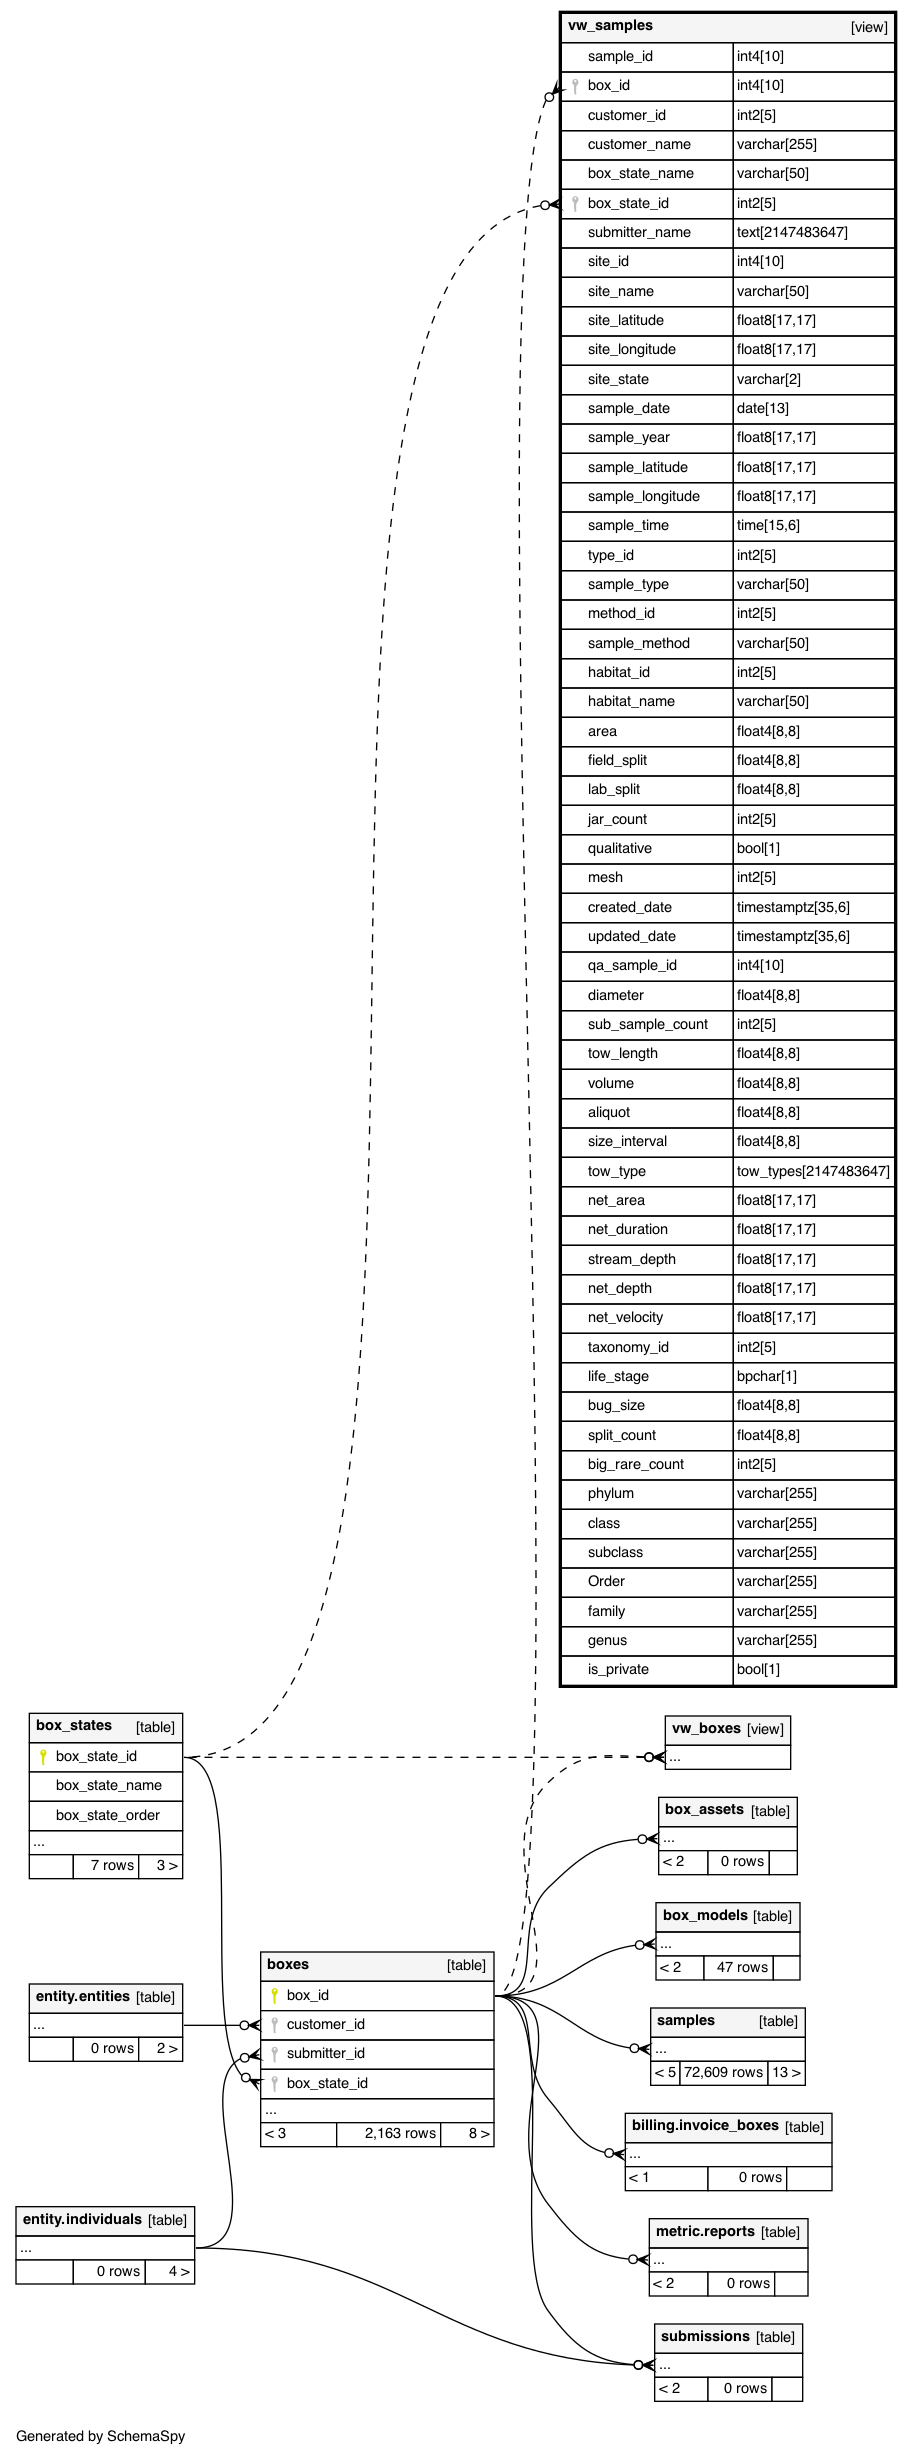 vw_samples [view]
sample_id int4[10]
box_id int4[10]
customer_id int2[5]
customer_name varchar[255]
box_state_name varchar[50]
box_state_id int2[5]
submitter_name text[2147483647]
site_id int4[10]
site_name varchar[50]
site_latitude float8[17,17]
site_longitude float8[17,17]
site_state varchar[2]
sample_date date[13]
sample_year float8[17,17]
sample_latitude float8[17,17]
sample_longitude float8[17,17]
sample_time time[15,6]
type_id int2[5]
sample_type varchar[50]
method_id int2[5]
sample_method varchar[50]
habitat_id int2[5]
habitat_name varchar[50]
area float4[8,8]
field_split float4[8,8]
lab_split float4[8,8]
jar_count int2[5]
qualitative bool[1]
mesh int2[5]
created_date timestamptz[35,6]
updated_date timestamptz[35,6]
qa_sample_id int4[10]
diameter float4[8,8]
sub_sample_count int2[5]
tow_length float4[8,8]
volume float4[8,8]
aliquot float4[8,8]
size_interval float4[8,8]
tow_type tow_types[2147483647]
net_area float8[17,17]
net_duration float8[17,17]
stream_depth float8[17,17]
net_depth float8[17,17]
net_velocity float8[17,17]
taxonomy_id int2[5]
life_stage bpchar[1]
bug_size float4[8,8]
split_count float4[8,8]
big_rare_count int2[5]
phylum varchar[255]
class varchar[255]
subclass varchar[255]
Order varchar[255]
family varchar[255]
genus varchar[255]
is_private bool[1]
box_states [table]
box_state_id
box_state_name
box_state_order
...
7 rows 3 >
vw_boxes [view]
...
box_assets [table]
...
< 2 0 rows
box_models [table]
...
< 2 47 rows
boxes [table]
box_id
customer_id
submitter_id
box_state_id
...
< 3 2,163 rows 8 >
entity.entities [table]
...
0 rows 2 >
samples [table]
...
< 5 72,609 rows 13 >
billing.invoice_boxes [table]
...
< 1 0 rows
entity.individuals [table]
...
0 rows 4 >
metric.reports [table]
...
< 2 0 rows
submissions [table]
...
< 2 0 rows
Generated by SchemaSpy